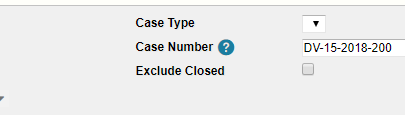 Case Type
Case Number ? DV-15-2018-200
Exclude Closed